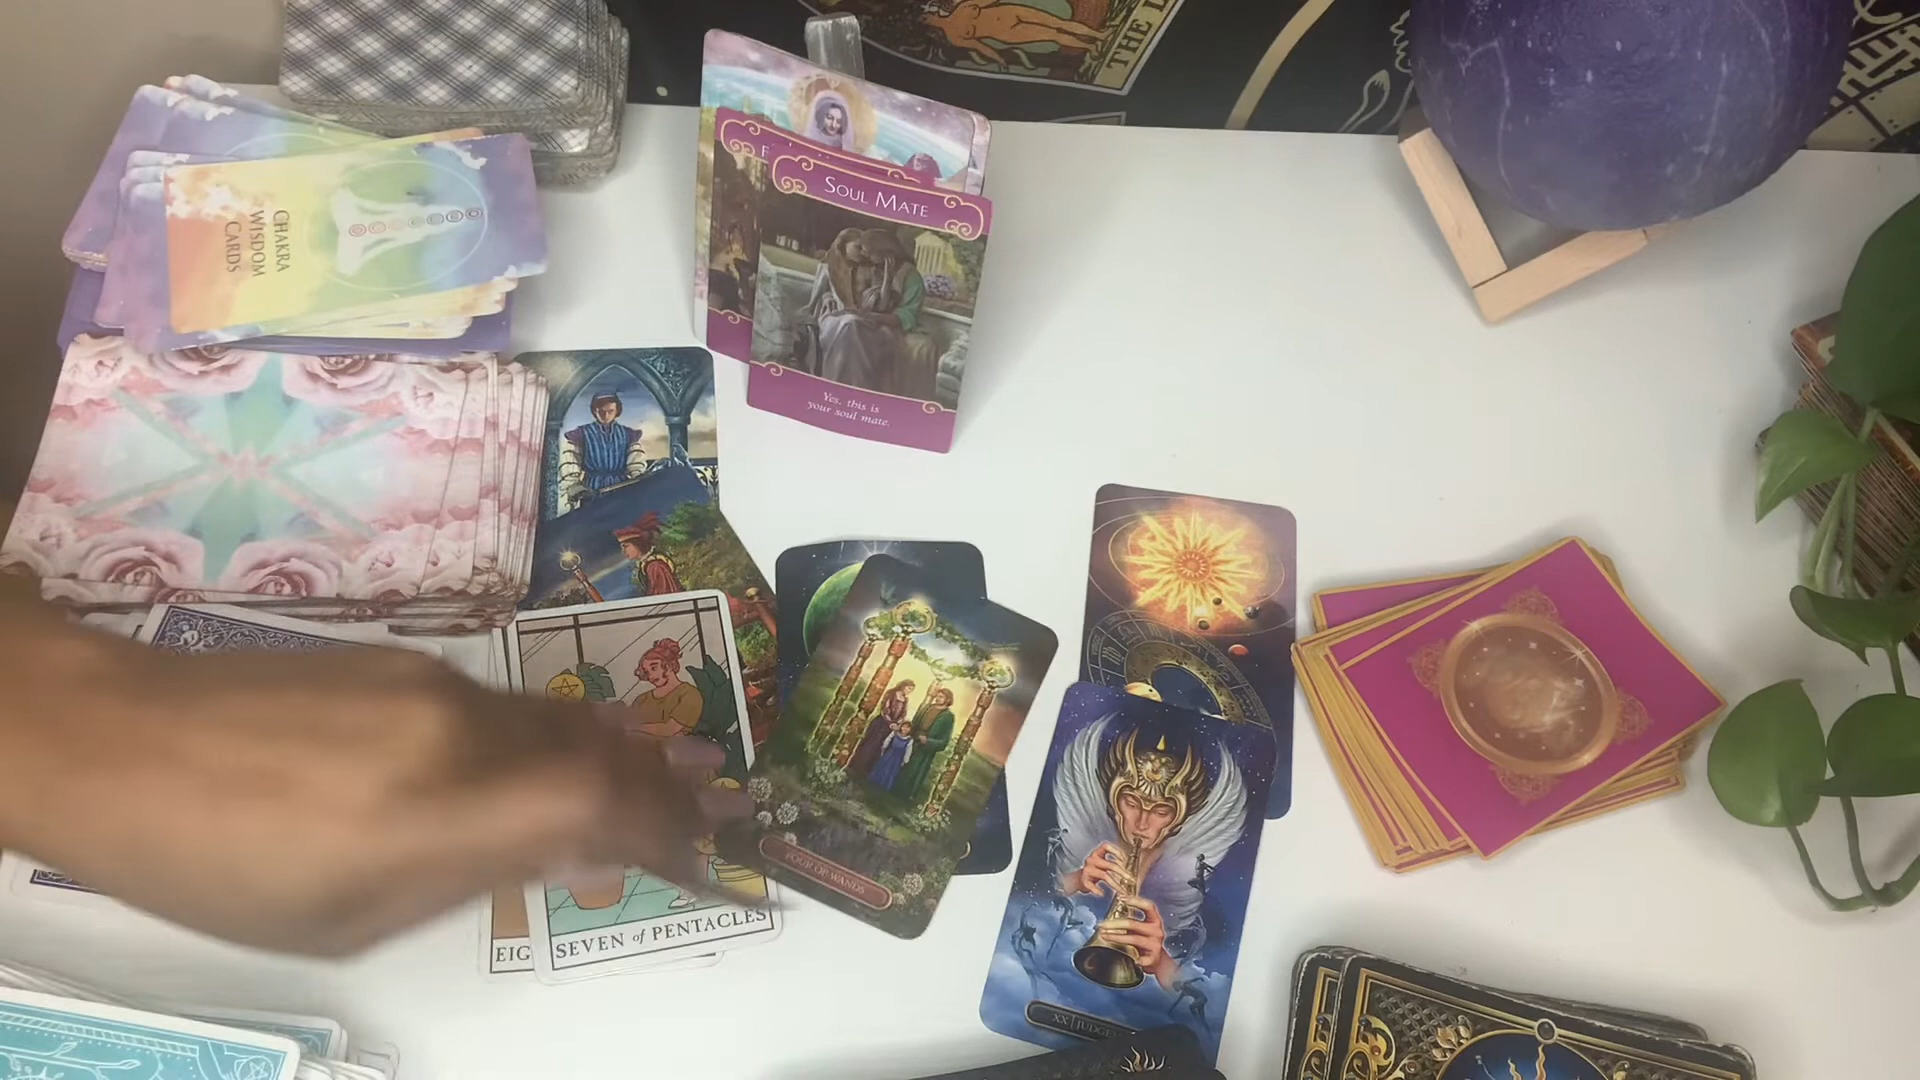 THE L
CHAKRA
WISDOM
CARDS
F
SOUL MATE
Yes, this is
your soul mate.
FOUR OF WANDS
EIG
SEVEN of PENTACLES
XX JUDGE